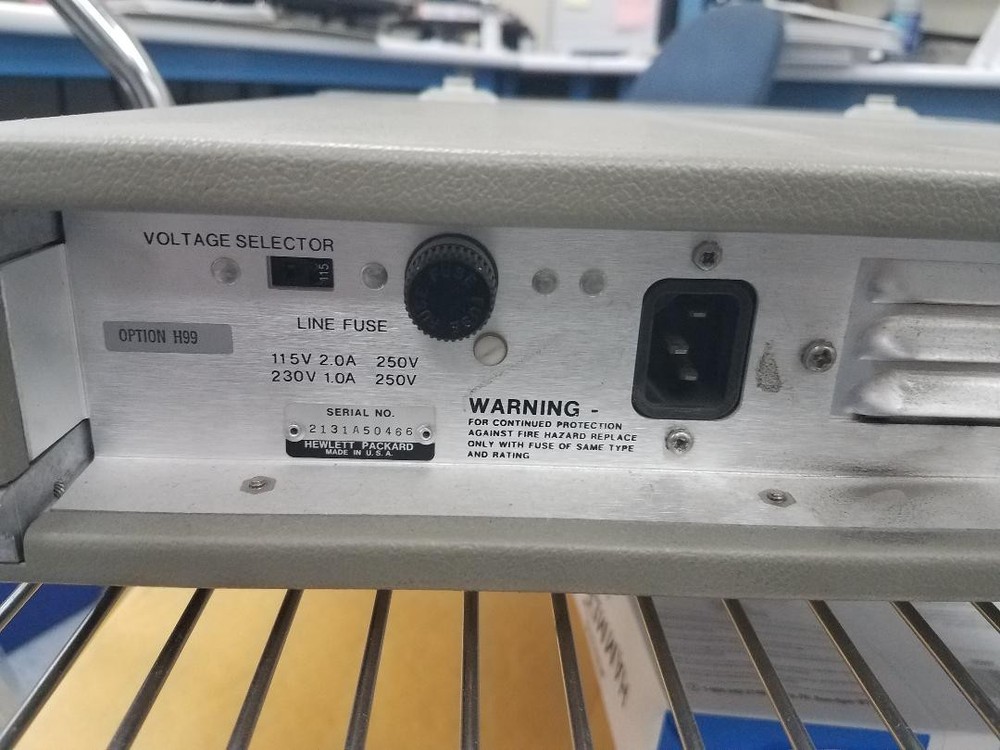 VOLTAGE SELECTOR
115
FUSE FUSE
OPTION H99
LINE FUSE
115V 2.0A 250V
230V 1.0A 250V
SERIAL NO.
2131A50466
HEWLETT PACKARD
MADE IN U.S.A.
WARNING -
FOR CONTINUED PROTECTION
AGAINST FIRE HAZARD REPLACE
ONLY WITH FUSE OF SAME TYPE
AND RATING